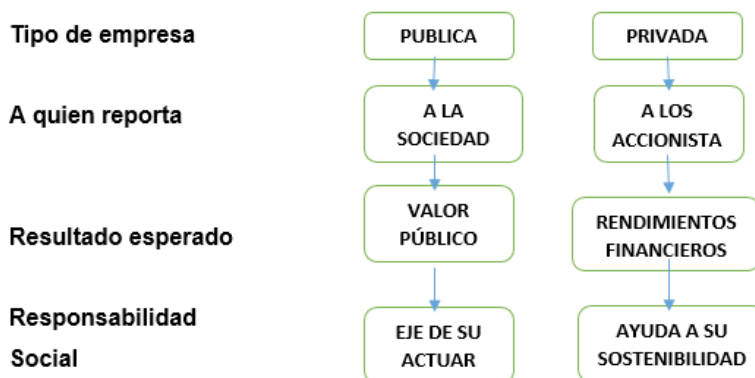 Tipo de empresa
PUBLICA
PRIVADA
A quien reporta
A LA
SOCIEDAD
A LOS
ACCIONISTA
Resultado esperado
VALOR
PÚBLICO
RENDIMIENTOS
FINANCIEROS
Responsabilidad
Social
EJE DE SU
ACTUAR
AYUDA A SU
SOSTENIBILIDAD